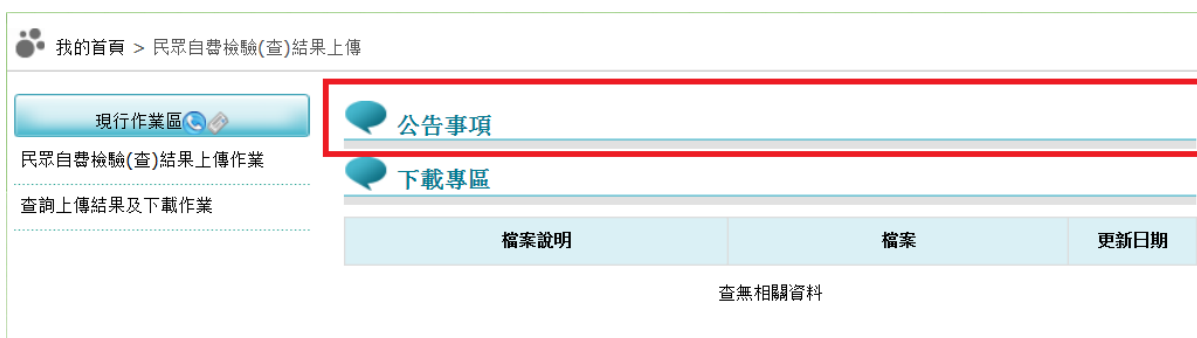 我的首頁 > 民眾自費檢驗(查)結果上傳
現行作業區
民眾自費檢驗(查)結果上傳作業
查詢上傳結果及下載作業
公告事項
下載專區
檔案說明 檔案 更新日期
查無相關資料